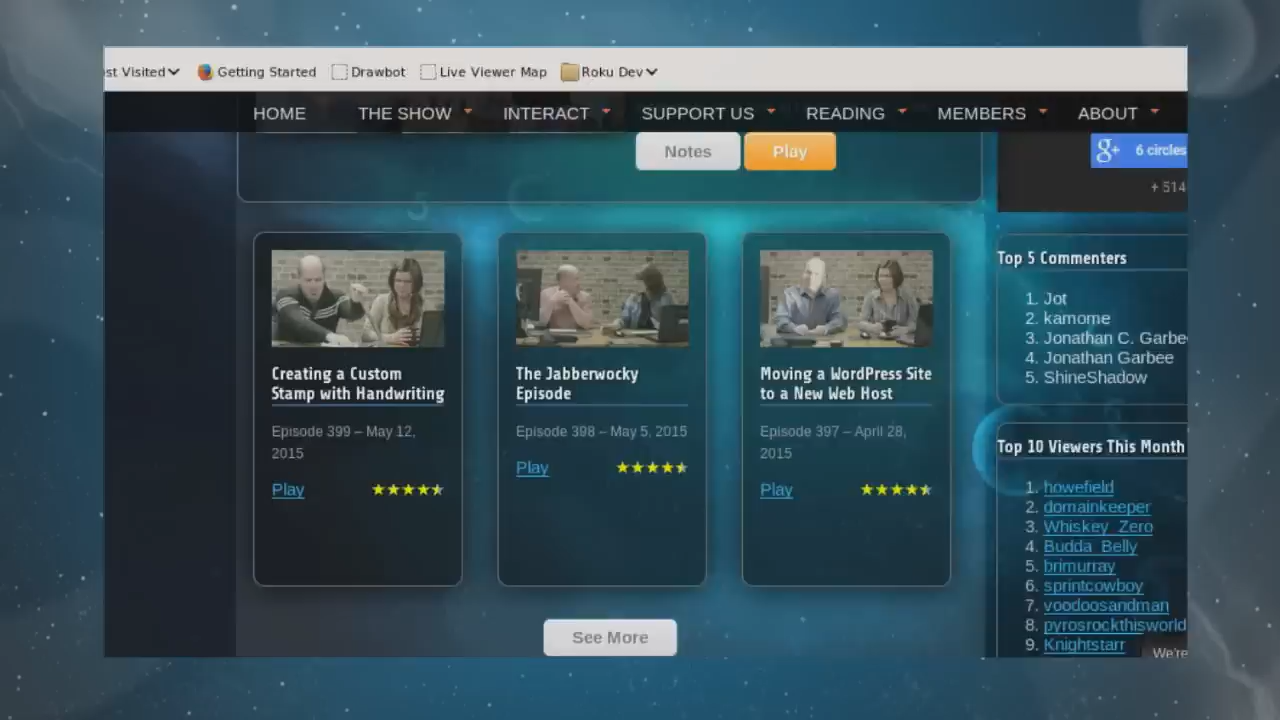 st Visited
Getting Started
Drawbot
Live Viewer Map
Roku Dev
HOME
THE SHOW
INTERACT
SUPPORT US
READING
MEMBERS
ABOUT
Notes
Play
g+ 6 circles
+ 514
Creating a Custom
Stamp with Handwriting
Episode 399 – May 12,
2015
Play
The Jabberwocky
Episode
Episode 398 – May 5, 2015
Play
Moving a WordPress Site
to a New Web Host
Episode 397 – April 28,
2015
Play
See More
Top 5 Commenters
1. Jot
2. kamome
3. Jonathan C. Garbe
4. Jonathan Garbee
5. ShineShadow
Top 10 Viewers This Month
1. howefield
2. domainkeeper
3. Whiskey_Zero
4. Budda_Belly
5. brimurray
6. sprintcowboy
7. voodoosandman
8. pyrosrockthisworld
9. Knightstarr
We're